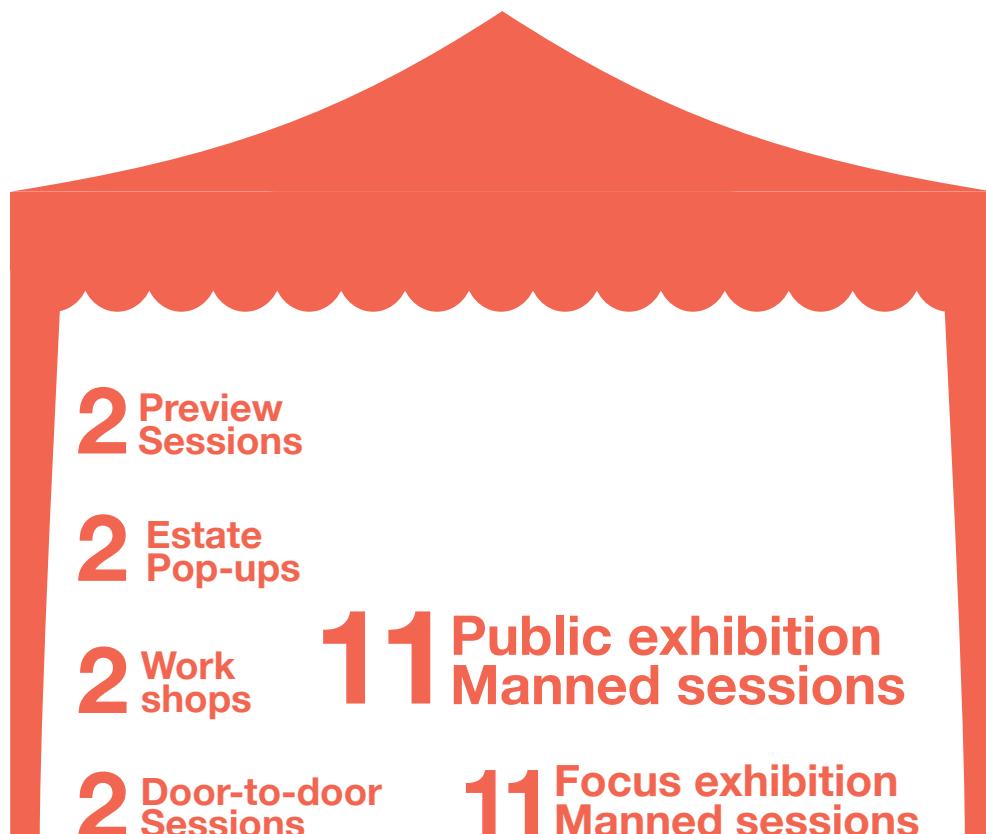 2 Preview
Sessions
2 Estate
Pop-ups
2 Work
shops
11 Public exhibition
Manned sessions
2 Door-to-door
Sessions
11 Focus exhibition
Manned sessions